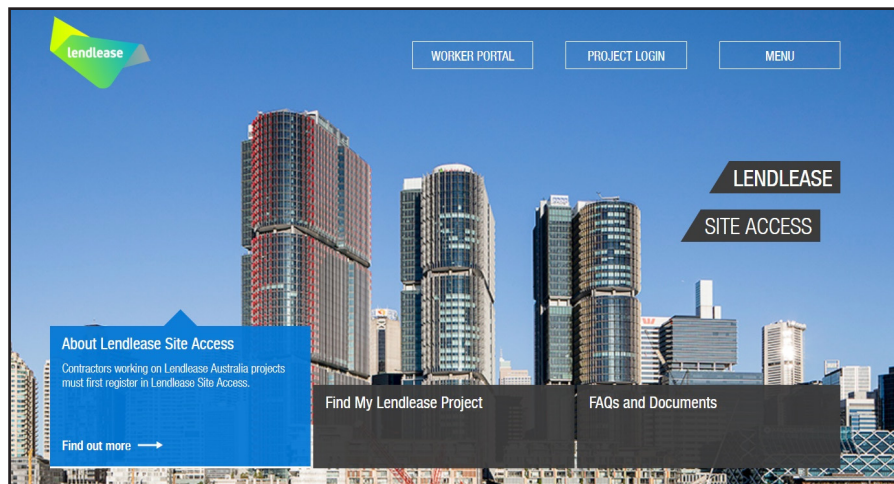 lendlease
WORKER PORTAL
PROJECT LOGIN
MENU
LENDLEASE
SITE ACCESS
About Lendlease Site Access
Contractors working on Lendlease Australia projects
must first register in Lendlease Site Access.
Find out more
Find My Lendlease Project
FAQs and Documents